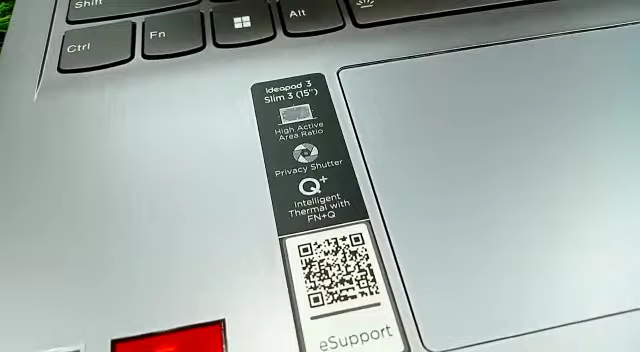 Shift
Ctrl
Fn
Alt
ideapad 3
Slim 3 (15")
High Active
Area Ratio
Privacy Shutter
Q+
Intelligent
Thermal with
FN+Q
eSupport